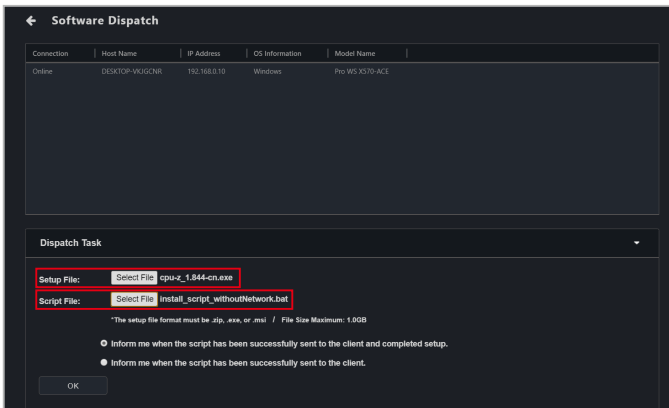 Software Dispatch
Connection Host Name IP Address OS Information Model Name
Online DESKTOP-VKJGCNR 192.168.0.10 Windows Pro WS X570-ACE
Dispatch Task
Setup File: Select File cpu-z_1.844-cn.exe
Script File: Select File install_script_withoutNetwork.bat
*The setup file format must be .zip, .exe, or .msi / File Size Maximum: 1.0GB
Inform me when the script has been successfully sent to the client and completed setup.
Inform me when the script has been successfully sent to the client.
OK